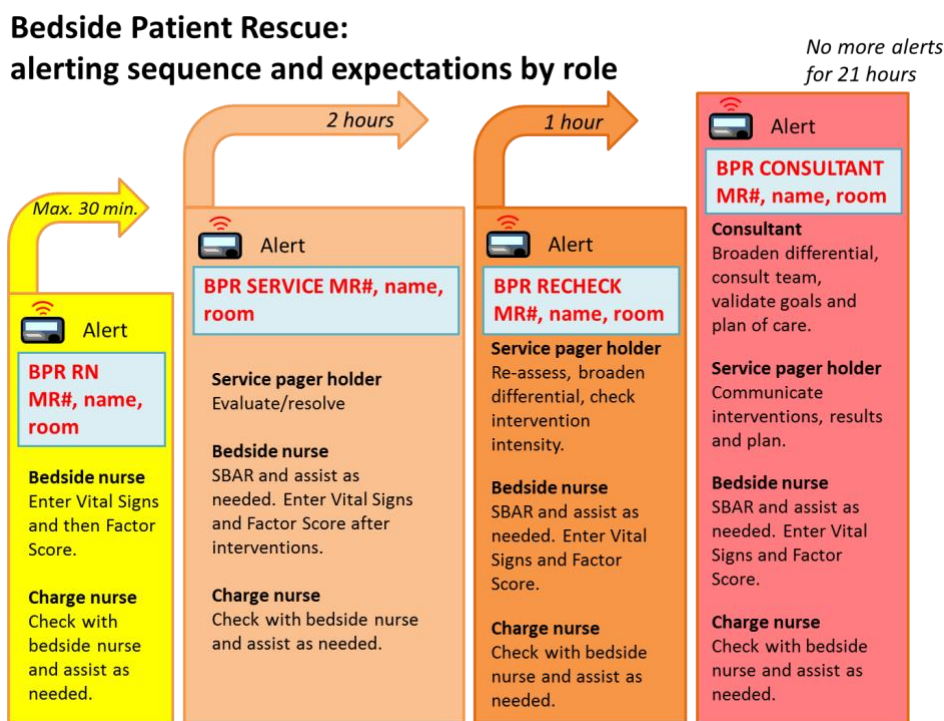 Bedside Patient Rescue:
alerting sequence and expectations by role
No more alerts
for 21 hours
Max. 30 min.
2 hours
1 hour
Alert
BPR RN
MR#, name,
room
Bedside nurse
Enter Vital Signs
and then Factor
Score.
Charge nurse
Check with
bedside nurse
and assist as
needed.
Alert
BPR SERVICE MR#, name,
room
Service pager holder
Evaluate/resolve
Bedside nurse
SBAR and assist as
needed. Enter Vital Signs
and Factor Score after
interventions.
Charge nurse
Check with bedside nurse
and assist as needed.
Alert
BPR RECHECK
MR#, name, room
Service pager holder
Re-assess, broaden
differential, check
intervention
intensity.
Bedside nurse
SBAR and assist as
needed. Enter Vital
Signs and Factor
Score.
Charge nurse
Check with bedside
nurse and assist as
needed.
Alert
BPR CONSULTANT
MR#, name, room
Consultant
Broaden differential,
consult team,
validate goals and
plan of care.
Service pager holder
Communicate
interventions, results
and plan.
Bedside nurse
SBAR and assist as
needed. Enter Vital
Signs and Factor
Score.
Charge nurse
Check with bedside
nurse and assist as
needed.